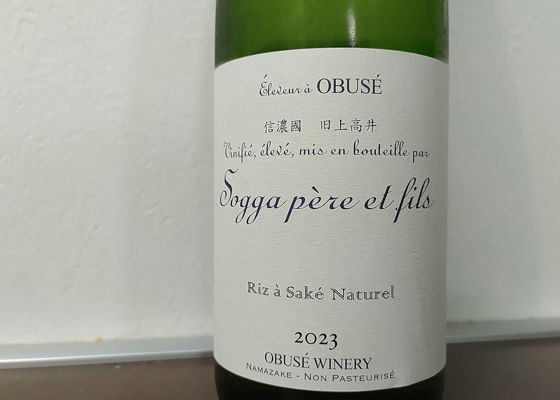 Éleveur à OBUSÉ
信濃國 旧上高井
Vinifié, élevé, mis en bouteille par
Sogga père et fils
Riz à Saké Naturel
2023
OBUSÉ WINERY
NAMAZAKE - NON PASTEURISÉ